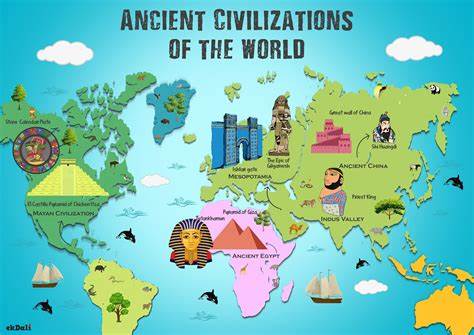 ANCIENT CIVILIZATIONS
OF THE WORLD
Stone Calendar Plate
El Castillo Pyramid of Chichen Itza
MAYAN CIVILIZATION
Ishtar gate
The Epic of
Gilgamesh
MESOPOTAMIA
Great wall of China
Shi Huangdi
ANCIENT CHINA
Priest King
INDUS VALLEY
Tutankhamun
Pyramid of Giza
ANCIENT EGYPT
ekDali